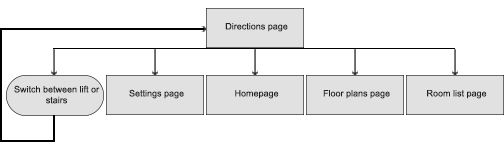 Directions page
Switch between lift or
stairs
Settings page
Homepage
Floor plans page
Room list page